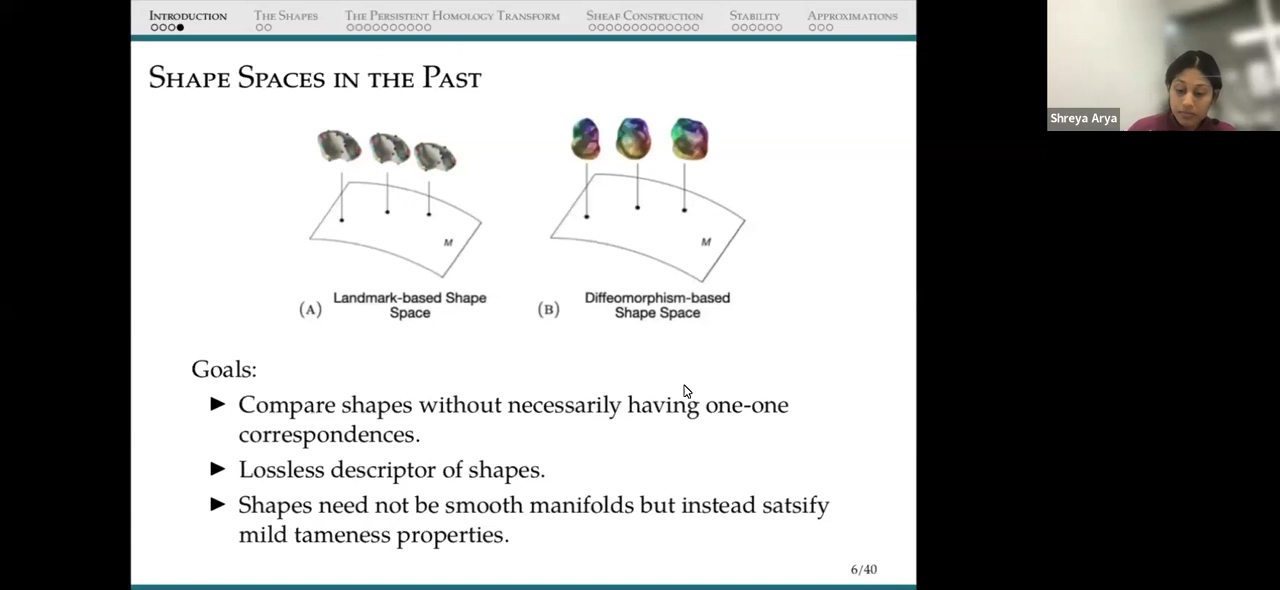 INTRODUCTION THE SHAPES THE PERSISTENT HOMOLOGY TRANSFORM SHEAF CONSTRUCTION STABILITY APPROXIMATIONS
SHAPE SPACES IN THE PAST
M
M
(A) Landmark-based Shape Space
(B) Diffeomorphism-based Shape Space
Goals:
► Compare shapes without necessarily having one-one
correspondences.
► Lossless descriptor of shapes.
► Shapes need not be smooth manifolds but instead satsify
mild tameness properties.
6/40
Shreya Arya